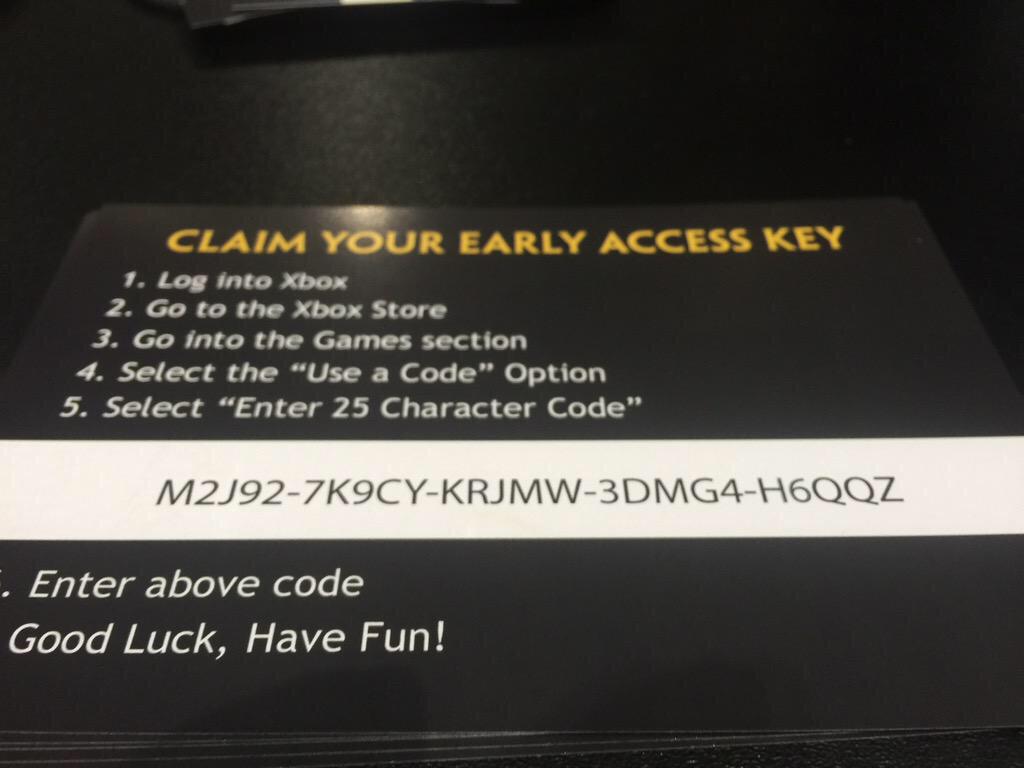 CLAIM YOUR EARLY ACCESS KEY
1. Log into Xbox
2. Go to the Xbox Store
3. Go into the Games section
4. Select the “Use a Code” Option
5. Select “Enter 25 Character Code”
M2J92-7K9CY-KRJMW-3DMG4-H6QQZ
. Enter above code
Good Luck, Have Fun!